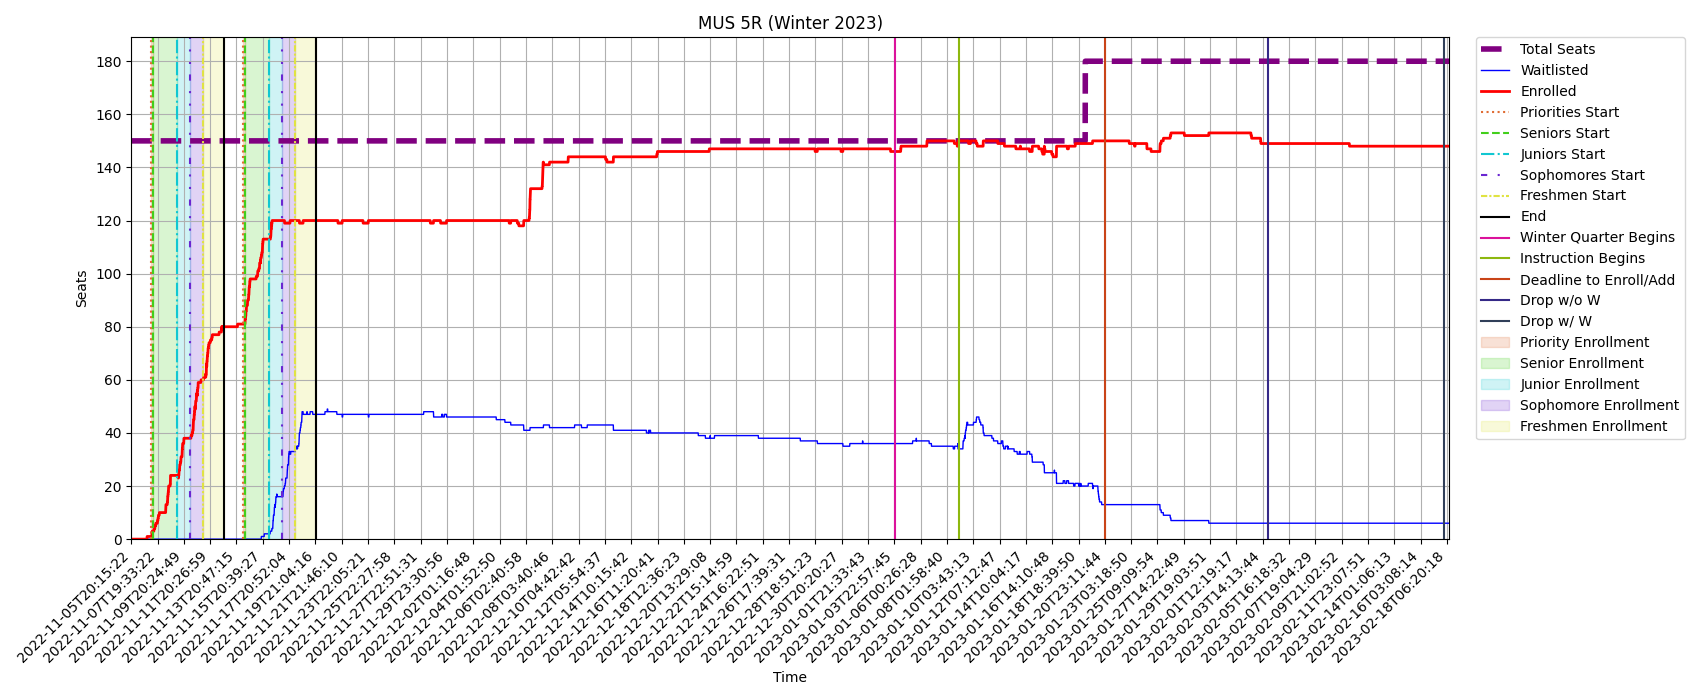 MUS 5R (Winter 2023)
Seats
180
160
140
120
100
80
60
40
20
0
2022-11-05T20:15:22
2022-11-07T19:33:22
2022-11-09T20:24:49
2022-11-11T20:26:59
2022-11-13T20:47:15
2022-11-15T20:39:27
2022-11-17T20:52:04
2022-11-19T21:04:16
2022-11-21T21:46:10
2022-11-23T22:05:21
2022-11-25T22:27:58
2022-11-27T22:51:31
2022-11-29T23:30:56
2022-12-02T01:16:48
2022-12-04T01:52:50
2022-12-06T02:40:58
2022-12-08T03:40:46
2022-12-10T04:42:42
2022-12-12T05:54:37
2022-12-14T10:15:42
2022-12-16T11:20:41
2022-12-18T12:36:23
2022-12-20T13:29:08
2022-12-22T15:14:59
2022-12-24T16:22:51
2022-12-26T17:39:31
2022-12-28T18:51:23
2022-12-30T20:20:27
2023-01-01T21:33:43
2023-01-03T23:57:45
2023-01-06T00:26:28
2023-01-08T01:58:40
2023-01-10T03:43:13
2023-01-12T07:12:47
2023-01-14T11:04:17
2023-01-16T14:10:48
2023-01-18T18:39:50
2023-01-20T23:11:44
2023-01-23T03:18:50
2023-01-25T09:09:54
2023-01-27T14:22:49
2023-01-29T19:03:51
2023-02-01T12:19:17
2023-02-03T14:13:44
2023-02-05T16:18:32
2023-02-07T19:04:29
2023-02-09T21:02:52
2023-02-11T23:07:51
2023-02-14T01:06:13
2023-02-16T03:08:14
2023-02-18T06:20:18
Time
Total Seats
Waitlisted
Enrolled
Priorities Start
Seniors Start
Juniors Start
Sophomores Start
Freshmen Start
End
Winter Quarter Begins
Instruction Begins
Deadline to Enroll/Add
Drop w/o W
Drop w/ W
Priority Enrollment
Senior Enrollment
Junior Enrollment
Sophomore Enrollment
Freshmen Enrollment